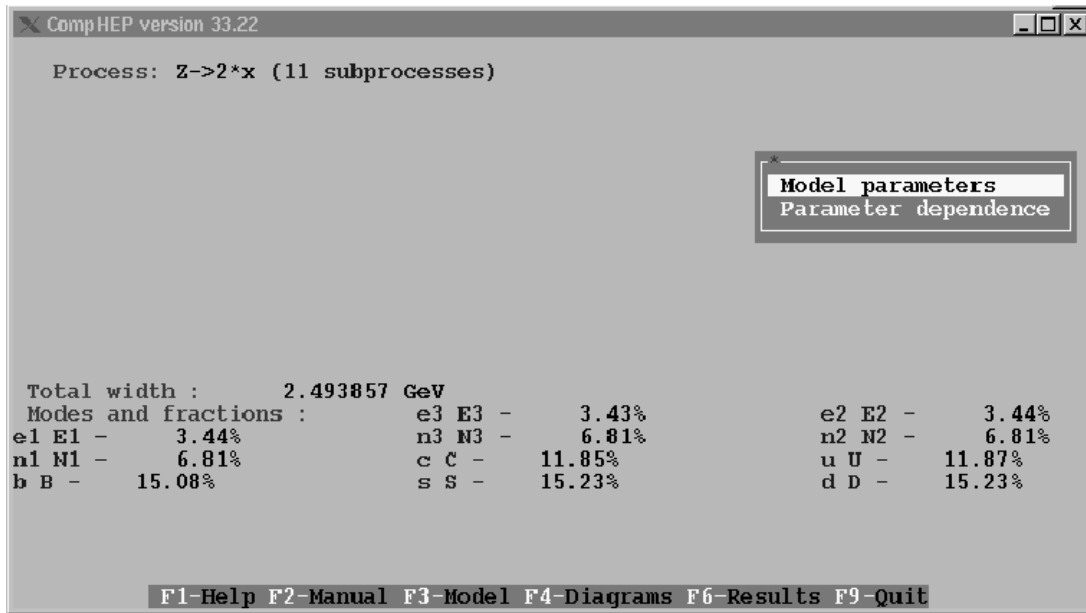 CompHEP version 33.22
Process: Z->2*x (11 subprocesses)
*
Model parameters
Parameter dependence
Total width : 2.493857 GeV
Modes and fractions : e3 E3 - 3.43% e2 E2 - 3.44%
e1 E1 - 3.44% n3 N3 - 6.81% n2 N2 - 6.81%
n1 N1 - 6.81% c C - 11.85% u U - 11.87%
b B - 15.08% s S - 15.23% d D - 15.23%
F1-Help F2-Manual F3-Model F4-Diagrams F6-Results F9-Quit